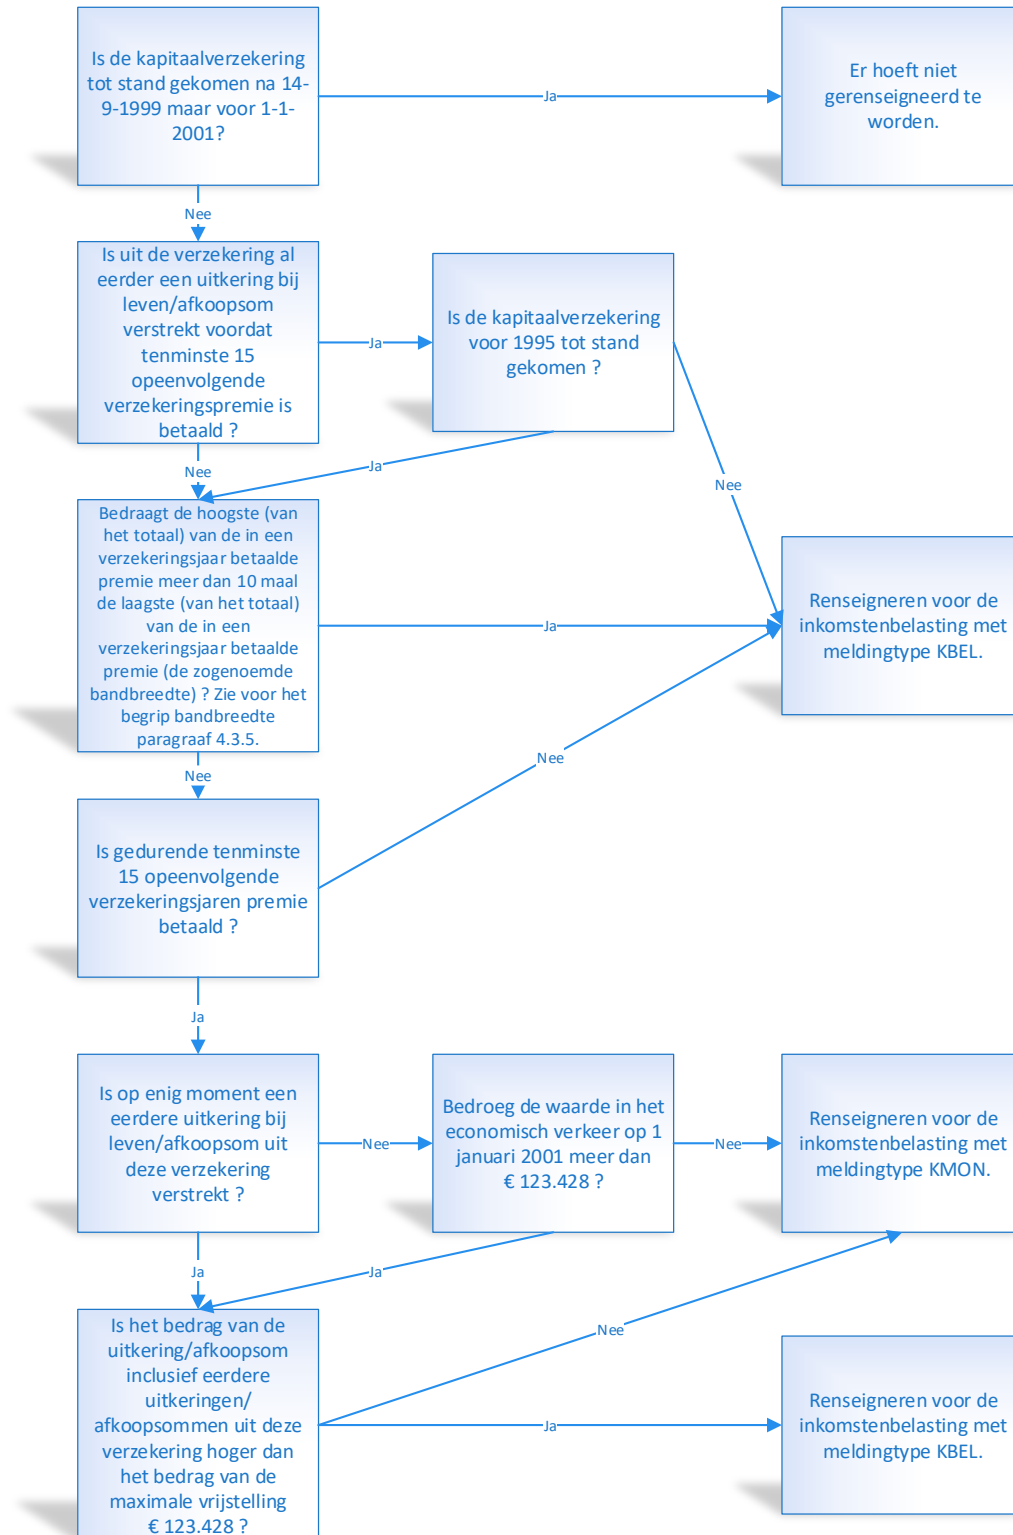 Is de kapitaalverzekering
tot stand gekomen na 14-
9-1999 maar voor 1-1-
2001?
Ja
Er hoeft niet
gerenseigneerd te
worden.
Nee
Is uit de verzekering al
eerder een uitkering bij
leven/afkoopsom
verstrekt voordat
tenminste 15
opeenvolgende
verzekeringspremie is
betaald ?
Ja
Is de kapitaalverzekering
voor 1995 tot stand
gekomen ?
Nee
Ja
Nee
Bedraagt de hoogste (van
het totaal) van de in een
verzekeringsjaar betaalde
premie meer dan 10 maal
de laagste (van het totaal)
van de in een
verzekeringsjaar betaalde
premie (de zogenoemde
bandbreedte) ? Zie voor het
begrip bandbreedte
paragraaf 4.3.5.
Ja
Renseigneren voor de
inkomstenbelasting met
meldingtype KBEL.
Nee
Nee
Is gedurende tenminste
15 opeenvolgende
verzekeringsjaren premie
betaald ?
Ja
Is op enig moment een
eerdere uitkering bij
leven/afkoopsom uit
deze verzekering
verstrekt ?
Nee
Bedroeg de waarde in het
economisch verkeer op 1
januari 2001 meer dan
€ 123.428 ?
Nee
Renseigneren voor de
inkomstenbelasting met
meldingtype KMON.
Ja
Ja
Is het bedrag van de
uitkering/afkoopsom
inclusief eerdere
uitkeringen/
afkoopsommen uit deze
verzekering hoger dan
het bedrag van de
maximale vrijstelling
€ 123.428 ?
Nee
Ja
Renseigneren voor de
inkomstenbelasting met
meldingtype KBEL.